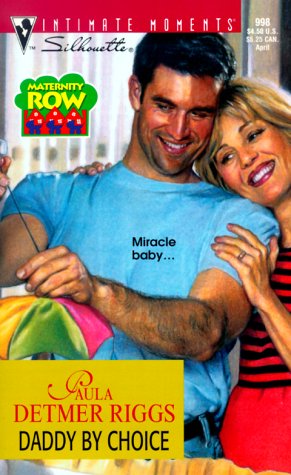 INTIMATE MOMENTS®
™ Silhouette®
998
$4.50 U.S.
$5.25 CAN.
April
MATERNITY
ROW
Miracle
baby...
PAULA
DETMER RIGGS
DADDY BY CHOICE